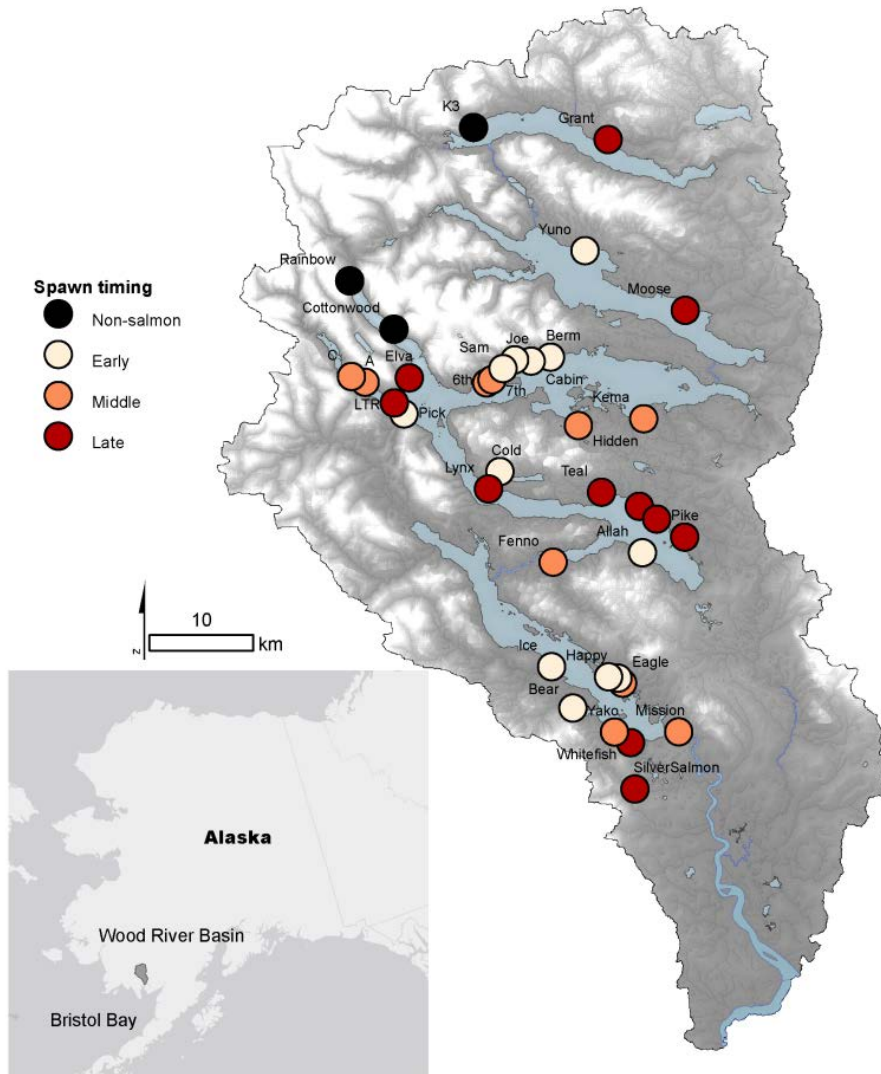 K3
Grant
Yuno
Rainbow
Moose
Spawn timing
Non-salmon
Early
Middle
Late
Cottonwood
Berm
Joe
Sam
C
A
Elva
6th
7th
Cabin
LTR
Pick
Kema
Hidden
Cold
Lynx
Teal
Pike
Allah
Fenno
10
km
z
Ice
Happy
Eagle
Bear
Yako
Mission
Whitefish
SilverSalmon
Alaska
Wood River Basin
Bristol Bay